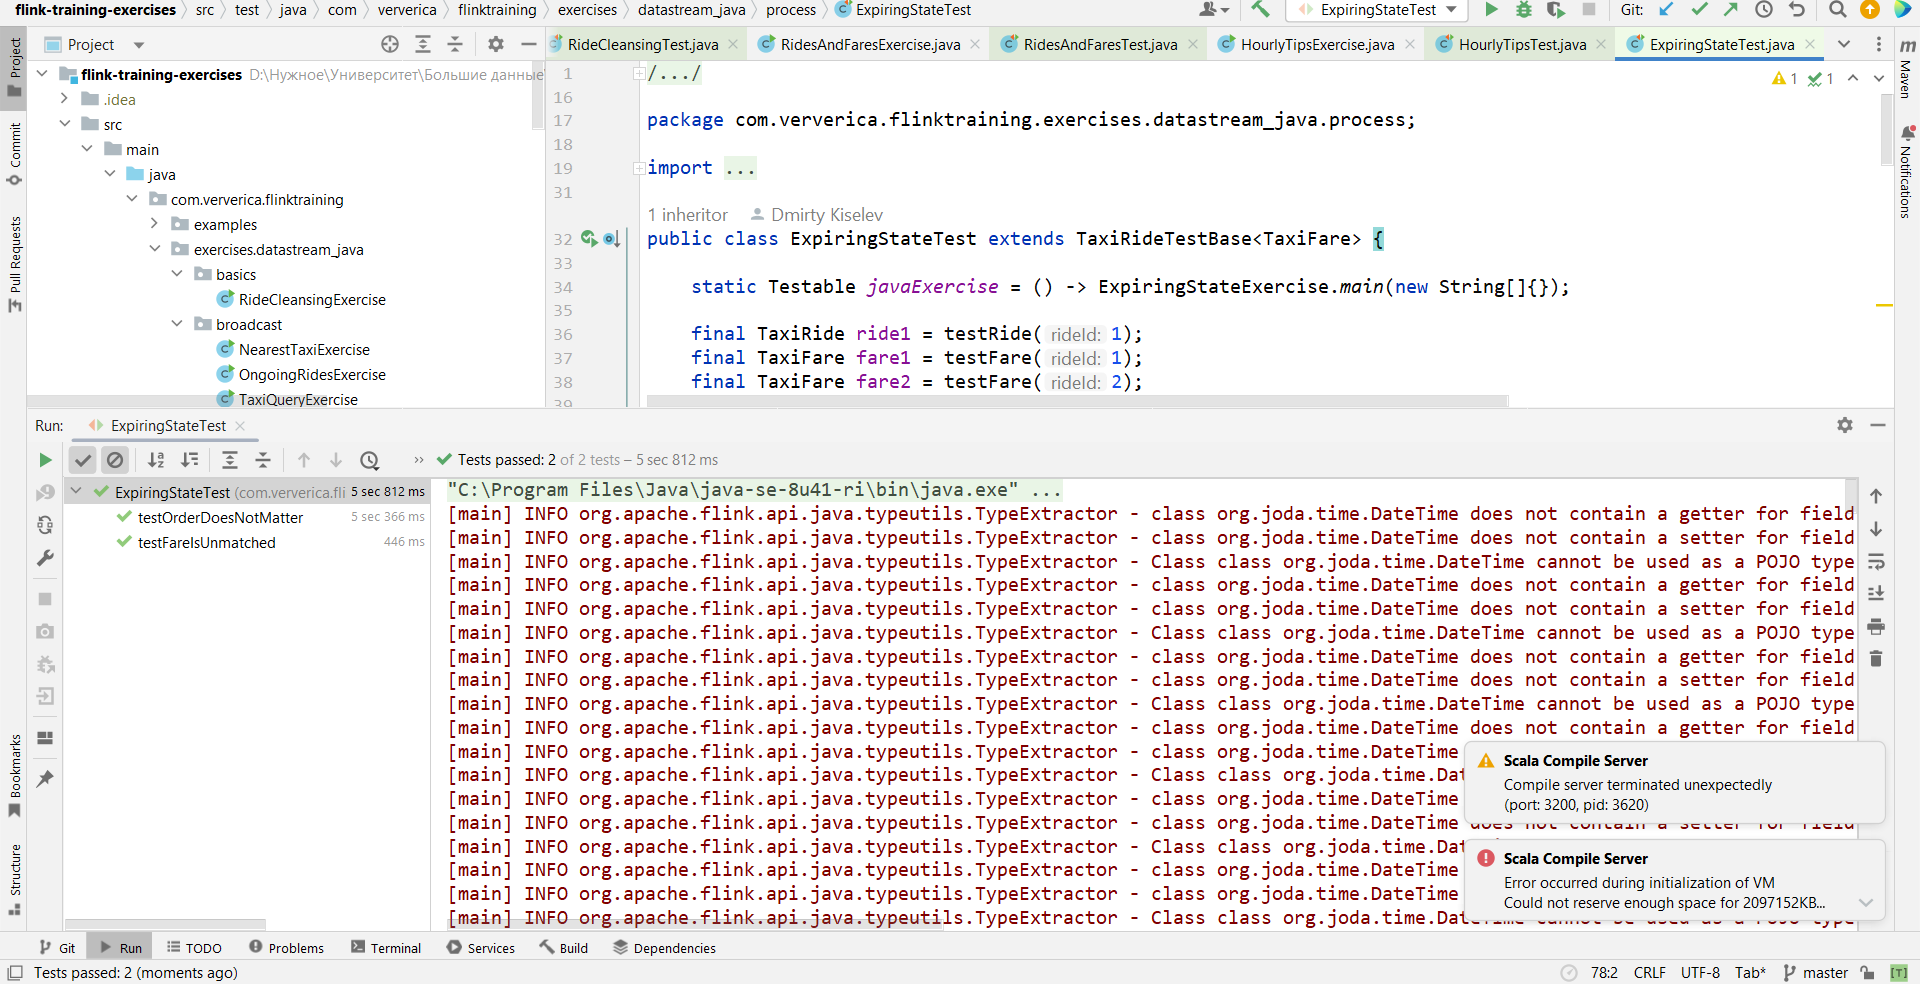 flink-training-exercises src test java com ververica flinktraining exercises datastream_java process ExpiringStateTest
ExpiringStateTest Git:
Project
RideCleansingTest.java RidesAndFaresExercise.java RidesAndFaresTest.java HourlyTipsExercise.java HourlyTipsTest.java ExpiringStateTest.java
Project
Commit
Pull Requests
Bookmarks
Structure
Maven
Notifications
flink-training-exercises D:\Нужное\Университет\Большие данные
.idea
src
main
java
com.ververica.flinktraining
examples
exercises.datastream_java
basics
RideCleansingExercise
broadcast
NearestTaxiExercise
OngoingRidesExercise
TaxiQueryExercise
1 /.../
1 1
16
17 package com.ververica.flinktraining.exercises.datastream_java.process;
18
19 import ...
31
1 inheritor Dmirty Kiselev
32 public class ExpiringStateTest extends TaxiRideTestBase<TaxiFare> {
33
34 static Testable javaExercise = () -> ExpiringStateExercise.main(new String[]{});
35
36 final TaxiRide ride1 = testRide( rideId: 1);
37 final TaxiFare fare1 = testFare( rideId: 1);
38 final TaxiFare fare2 = testFare( rideId: 2);
39
Run: ExpiringStateTest
Tests passed: 2 of 2 tests – 5 sec 812 ms
ExpiringStateTest (com.ververica.fli 5 sec 812 ms
testOrderDoesNotMatter 5 sec 366 ms
testFareIsUnmatched 446 ms
"C:\Program Files\Java\java-se-8u41-ri\bin\java.exe" ...
[main] INFO org.apache.flink.api.java.typeutils.TypeExtractor - class org.joda.time.DateTime does not contain a getter for field
[main] INFO org.apache.flink.api.java.typeutils.TypeExtractor - class org.joda.time.DateTime does not contain a setter for field
[main] INFO org.apache.flink.api.java.typeutils.TypeExtractor - Class class org.joda.time.DateTime cannot be used as a POJO type
[main] INFO org.apache.flink.api.java.typeutils.TypeExtractor - class org.joda.time.DateTime does not contain a getter for field
[main] INFO org.apache.flink.api.java.typeutils.TypeExtractor - class org.joda.time.DateTime does not contain a setter for field
[main] INFO org.apache.flink.api.java.typeutils.TypeExtractor - Class class org.joda.time.DateTime cannot be used as a POJO type
[main] INFO org.apache.flink.api.java.typeutils.TypeExtractor - class org.joda.time.DateTime does not contain a getter for field
[main] INFO org.apache.flink.api.java.typeutils.TypeExtractor - class org.joda.time.DateTime does not contain a setter for field
[main] INFO org.apache.flink.api.java.typeutils.TypeExtractor - Class class org.joda.time.DateTime cannot be used as a POJO type
[main] INFO org.apache.flink.api.java.typeutils.TypeExtractor - class org.joda.time.DateTime does not contain a getter for field
[main] INFO org.apache.flink.api.java.typeutils.TypeExtractor - class org.joda.time.DateTime
[main] INFO org.apache.flink.api.java.typeutils.TypeExtractor - Class class org.joda.time.Dat
[main] INFO org.apache.flink.api.java.typeutils.TypeExtractor - class org.joda.time.DateTime
[main] INFO org.apache.flink.api.java.typeutils.TypeExtractor - class org.joda.time.DateTime does not contain a setter for field
[main] INFO org.apache.flink.api.java.typeutils.TypeExtractor - Class class org.joda.time.Dat
[main] INFO org.apache.flink.api.java.typeutils.TypeExtractor - class org.joda.time.DateTime
[main] INFO org.apache.flink.api.java.typeutils.TypeExtractor - class org.joda.time.DateTime
[main] INFO org.apache.flink.api.java.typeutils.TypeExtractor - Class class org.joda.time.DateTime cannot be used as a POJO type
Scala Compile Server
Compile server terminated unexpectedly
(port: 3200, pid: 3620)
Scala Compile Server
Error occurred during initialization of VM
Could not reserve enough space for 2097152KB...
Git Run TODO Problems Terminal Services Build Dependencies
Tests passed: 2 (moments ago) 78:2 CRLF UTF-8 Tab* master [T]